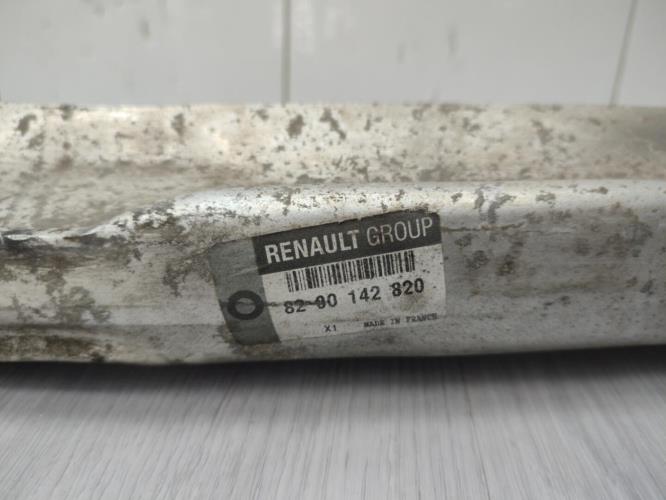 RENAULT GROUP
82 00 142 820
X1 MADE IN FRANCE